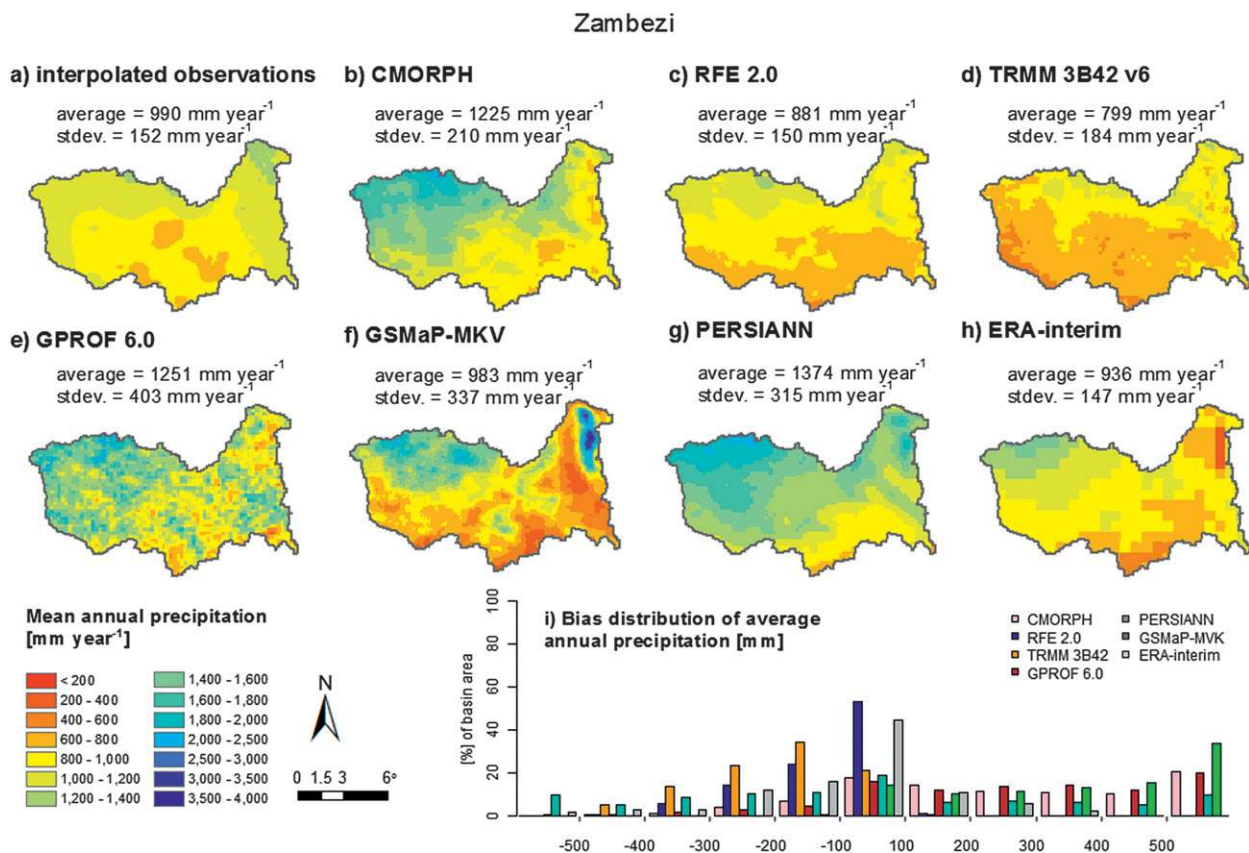 Zambezi
a) interpolated observations
average = 990 mm year-1
stdev. = 152 mm year-1
b) CMORPH
average = 1225 mm year-1
stdev. = 210 mm year-1
c) RFE 2.0
average = 881 mm year-1
stdev. = 150 mm year-1
d) TRMM 3B42 v6
average = 799 mm year-1
stdev. = 184 mm year-1
e) GPROF 6.0
average = 1251 mm year-1
stdev. = 403 mm year-1
f) GSMaP-MKV
average = 983 mm year-1
stdev. = 337 mm year-1
g) PERSIANN
average = 1374 mm year-1
stdev. = 315 mm year-1
h) ERA-interim
average = 936 mm year-1
stdev. = 147 mm year-1
Mean annual precipitation
[mm year-1]
< 200
200 - 400
400 - 600
600 - 800
800 - 1,000
1,000 - 1,200
1,200 - 1,400
1,400 - 1,600
1,600 - 1,800
1,800 - 2,000
2,000 - 2,500
2,500 - 3,000
3,000 - 3,500
3,500 - 4,000
N
0 1.5 3 6°
i) Bias distribution of average
annual precipitation [mm]
CMORPH
RFE 2.0
TRMM 3B42
GPROF 6.0
PERSIANN
GSMaP-MVK
ERA-interim
[%] of basin area
100
80
60
40
20
0
-500 -400 -300 -200 -100 100 200 300 400 500